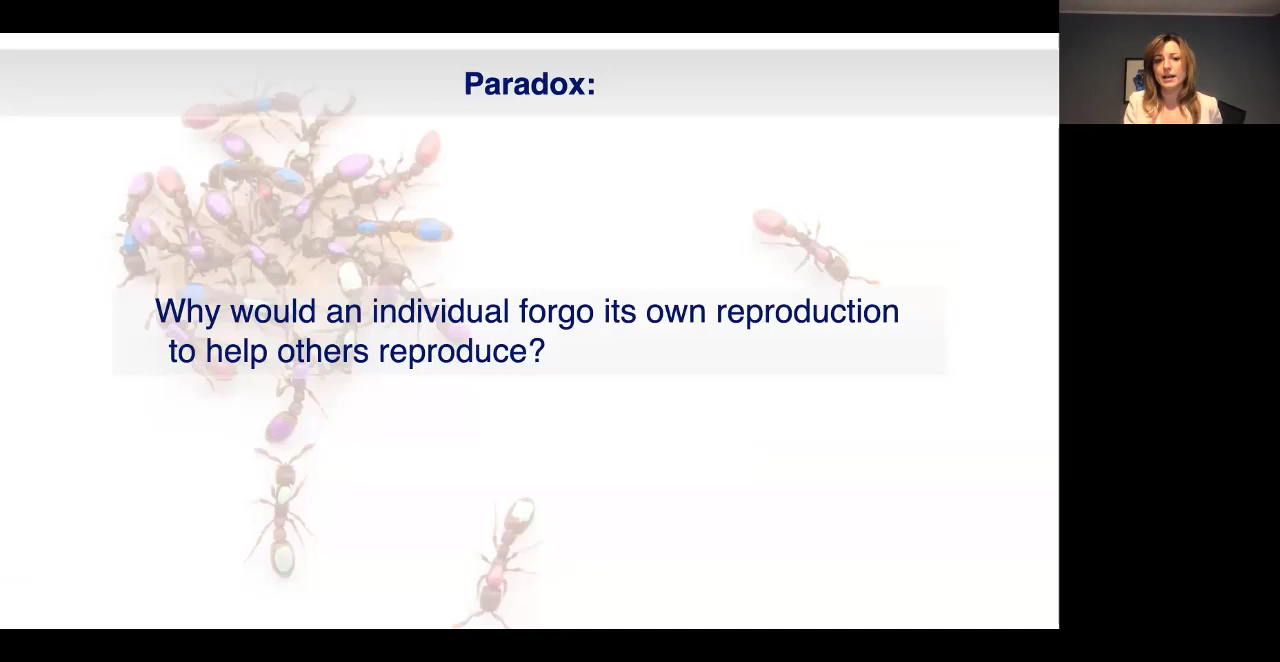 Paradox:
Why would an individual forgo its own reproduction
to help others reproduce?